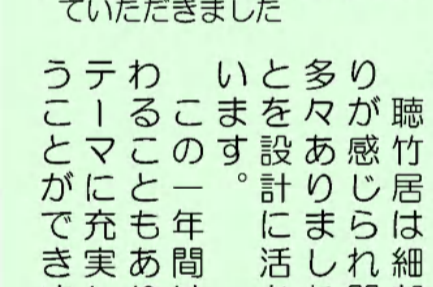 ていただきました
聴竹居は細
りが感じられ
多々ありまし
とを設計に活
います。
この一年間
わることもあ
テーマに充実
うことができ